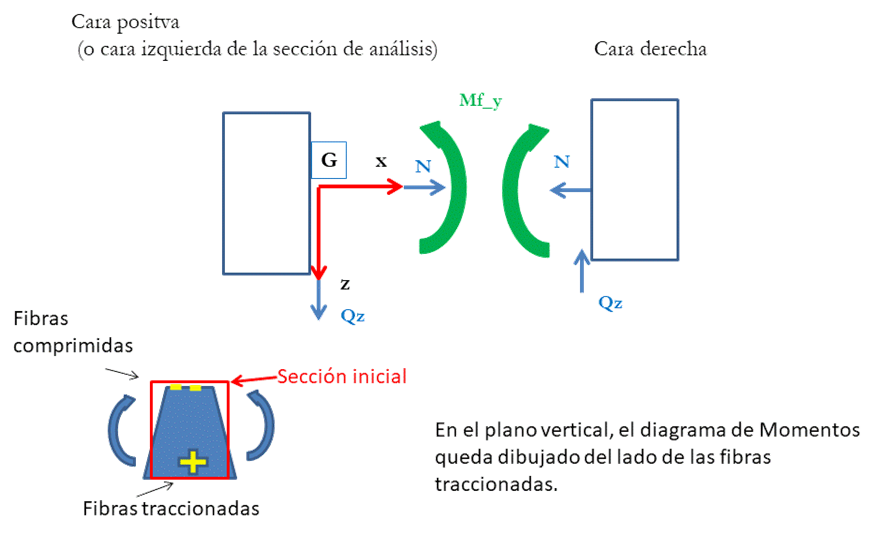 Cara positva
(o cara izquierda de la sección de análisis)
Cara derecha
Mf_y
G
x
N
N
z
Qz
Qz
Fibras
comprimidas
Sección inicial
En el plano vertical, el diagrama de Momentos
queda dibujado del lado de las fibras
traccionadas.
Fibras traccionadas